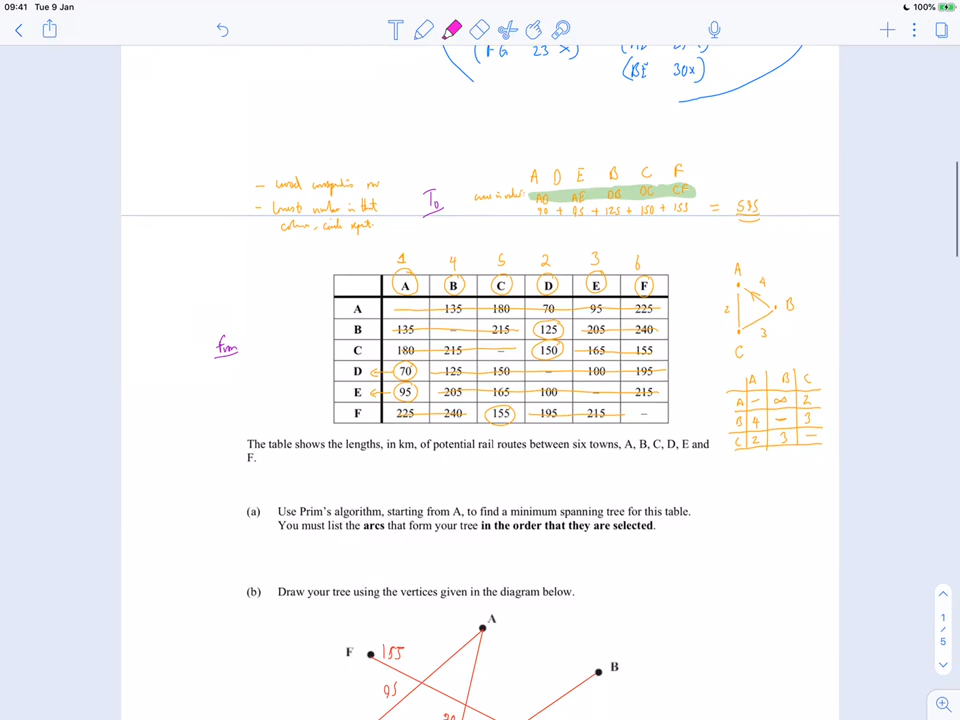 09:41 Tue 9 Jan
100%
(FG 23 x)
(BE 30x)
A D E B C F
- lowest number in that
To
arcs in order:
AD AE DB DC CF
90 + 95 + 125 + 150 + 155 = 595
column, circle
1 4 5 2 3 6
A B C D E F
A – 135 180 70 95 225
B 135 – 215 125 205 240
C 180 215 – 150 165 155
D 70 125 150 – 100 195
E 95 205 165 100 – 215
F 225 240 155 195 215 –
from
A
4
2
B
3
C
A B C
A - ∞ 2
B 4 - 3
C 2 3 -
The table shows the lengths, in km, of potential rail routes between six towns, A, B, C, D, E and
F.
(a) Use Prim's algorithm, starting from A, to find a minimum spanning tree for this table.
You must list the arcs that form your tree in the order that they are selected.
(b) Draw your tree using the vertices given in the diagram below.
A
F 155
B
95
1
/
5